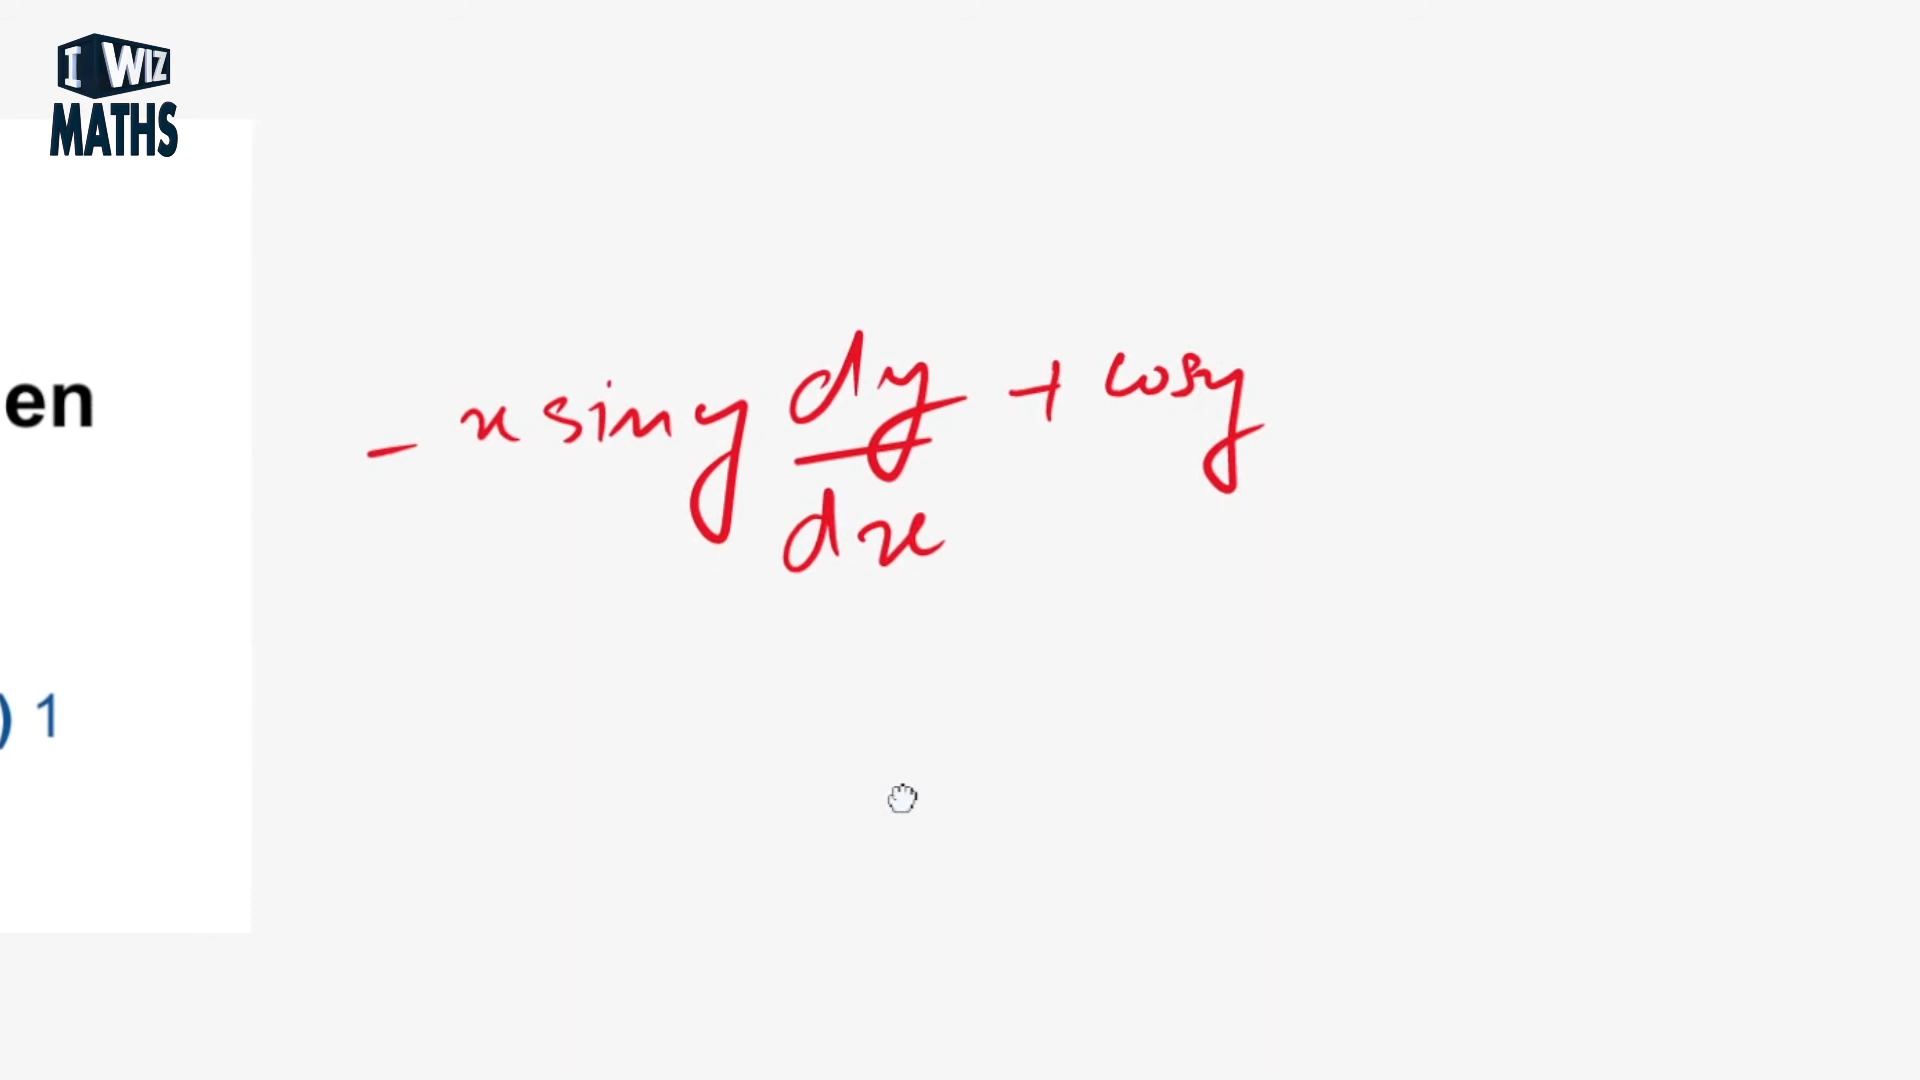 I WIZ
MATHS
en
- x sin y dy/dx + cos y
) 1